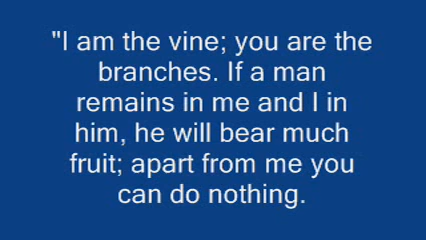 "I am the vine; you are the
branches. If a man
remains in me and I in
him, he will bear much
fruit; apart from me you
can do nothing.